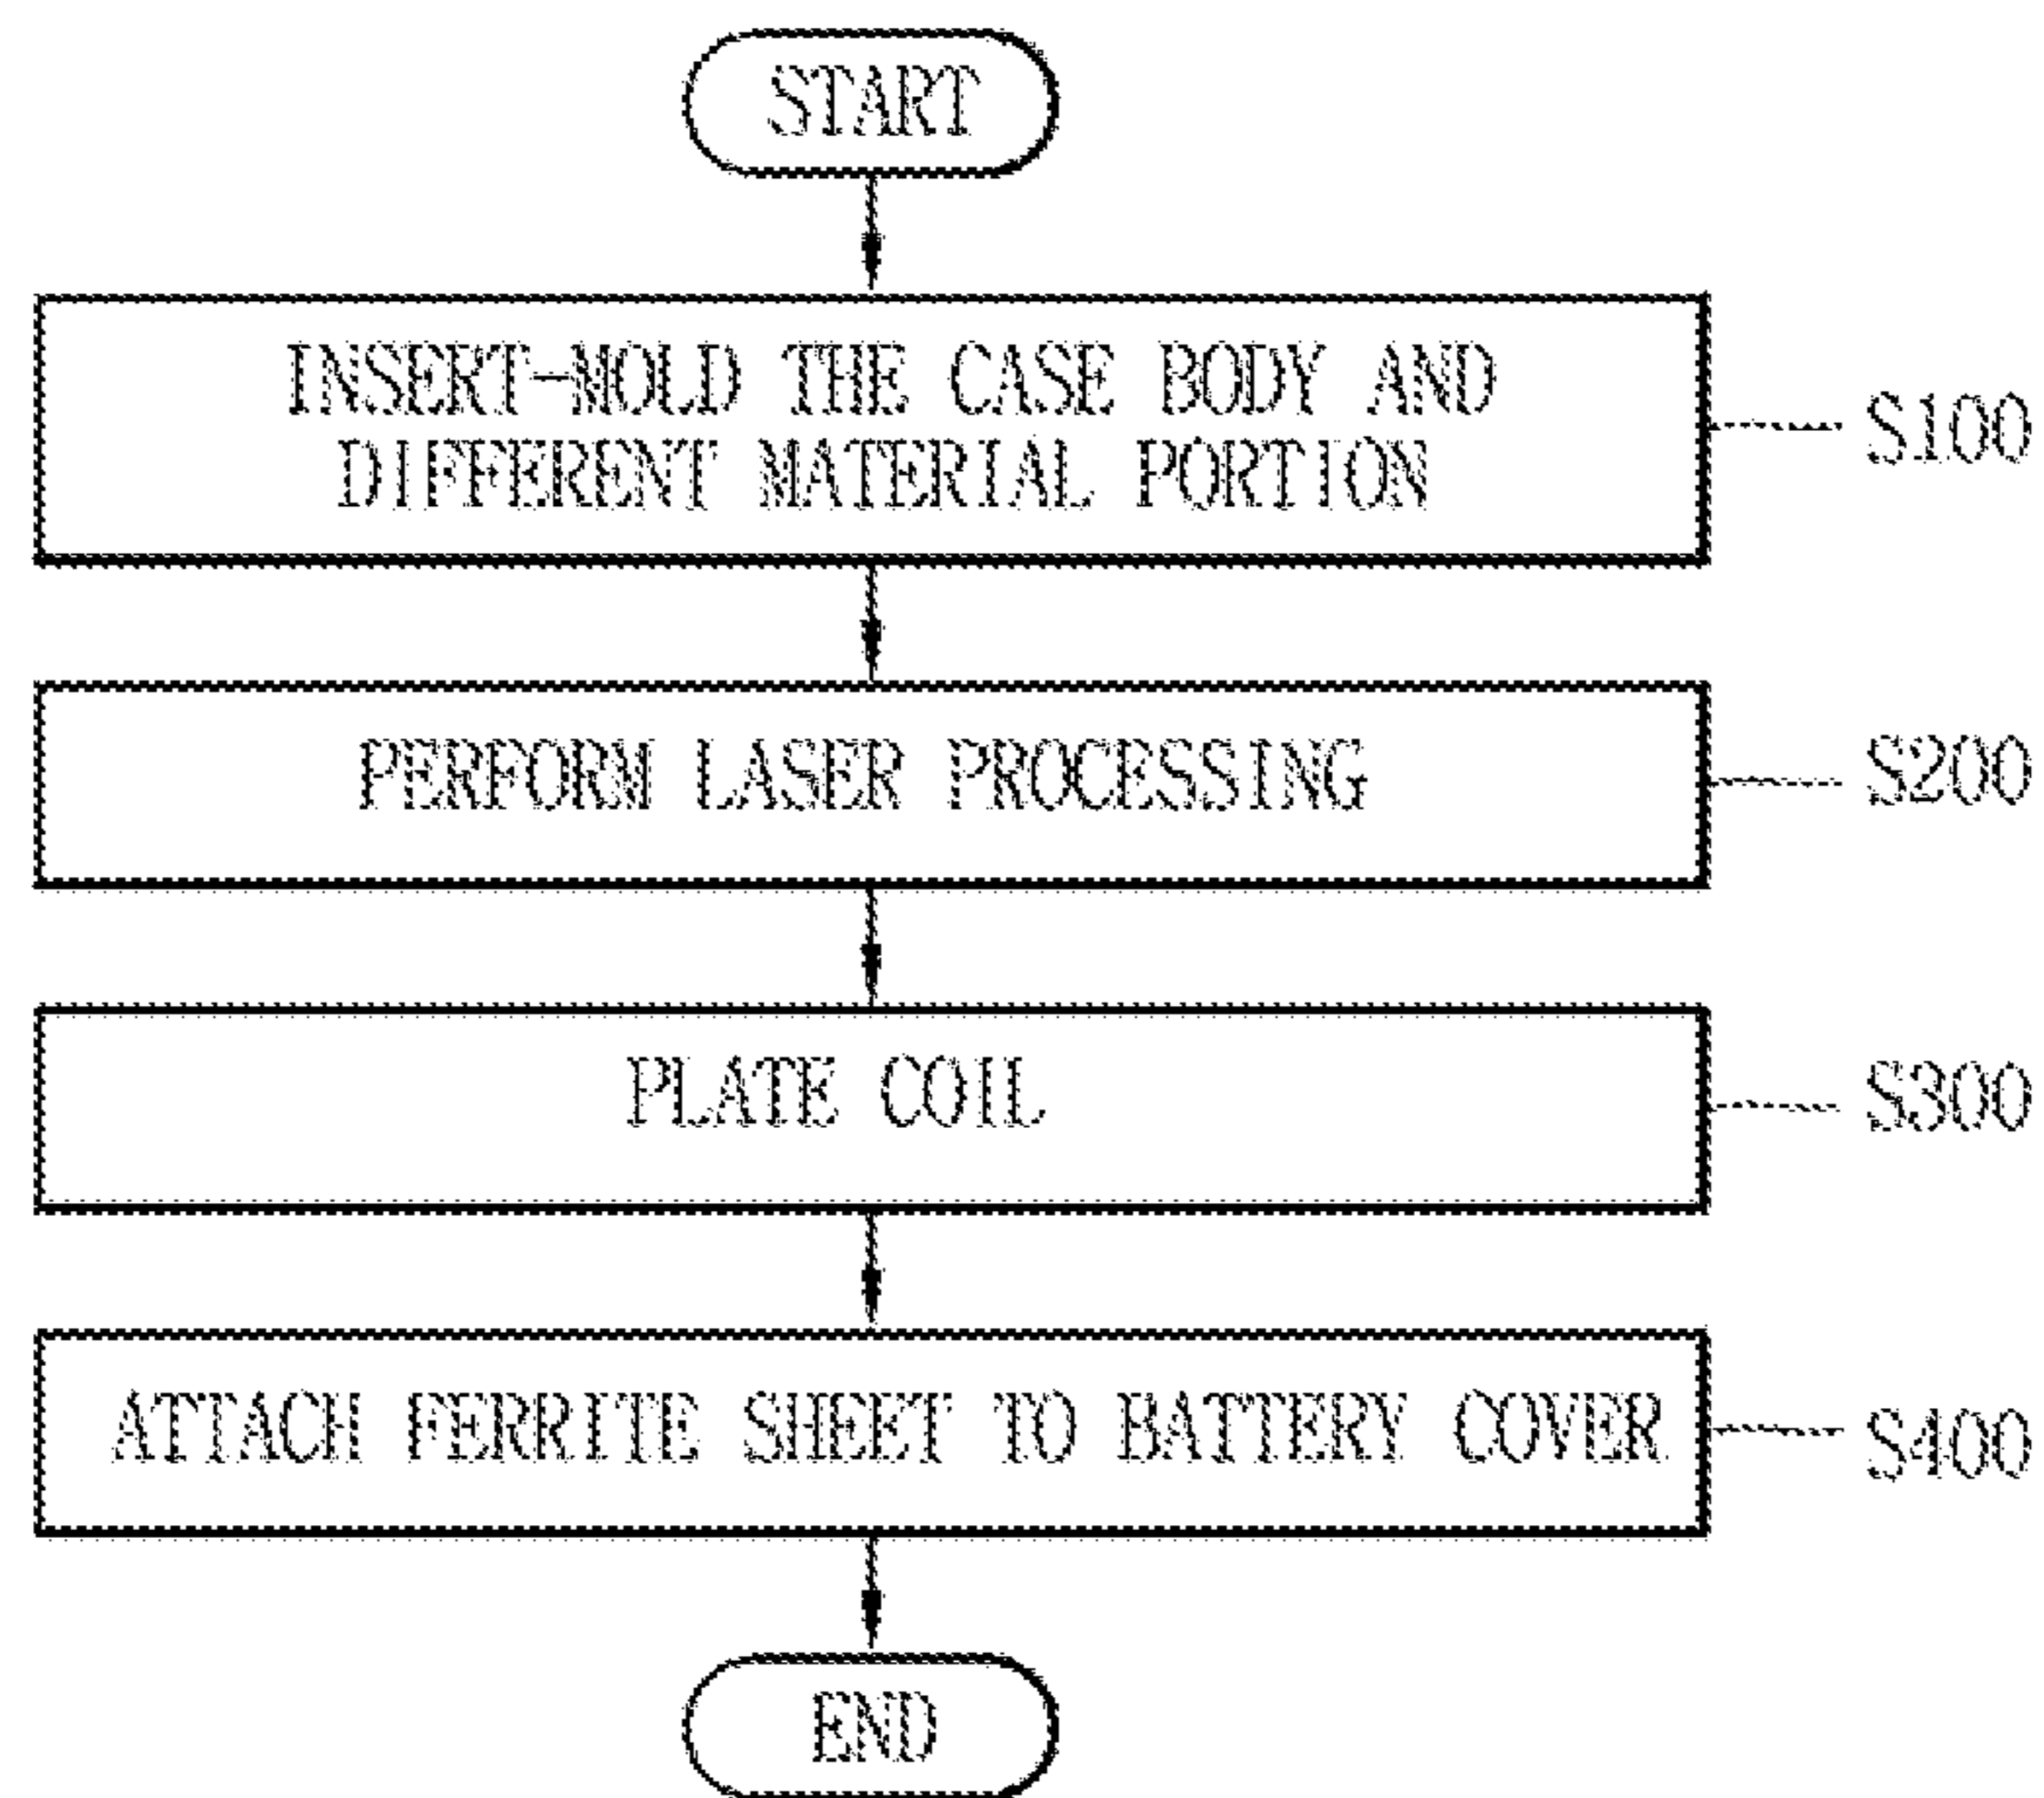 START
INSERT-MOLD THE CASE BODY AND
DIFFERENT MATERIAL PORTION
S100
PERFORM LASER PROCESSING
S200
PLATE COIL
S300
ATTACH FERRITE SHEET TO BATTERY COVER
S400
END